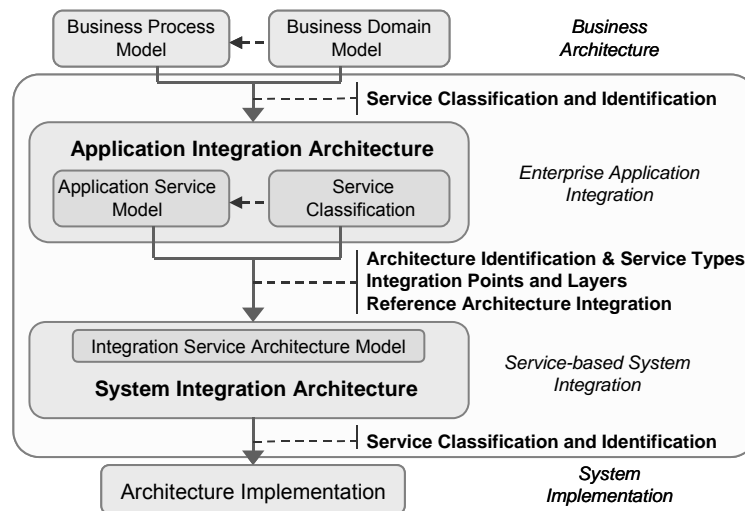 Business Process
Model
Business Domain
Model
Business
Architecture
Service Classification and Identification
Application Integration Architecture
Application Service
Model
Service
Classification
Enterprise Application
Integration
Architecture Identification & Service Types
Integration Points and Layers
Reference Architecture Integration
Integration Service Architecture Model
System Integration Architecture
Service-based System
Integration
Service Classification and Identification
Architecture Implementation
System
Implementation